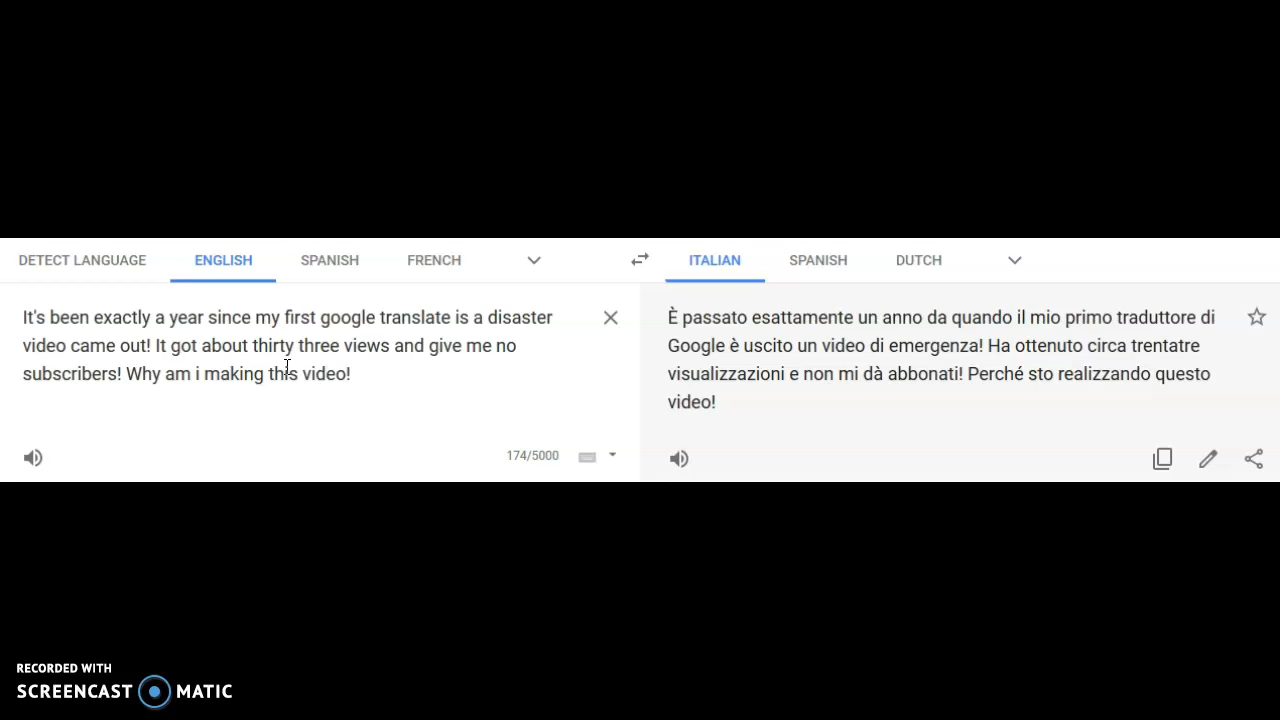 DETECT LANGUAGE ENGLISH SPANISH FRENCH ITALIAN SPANISH DUTCH
It's been exactly a year since my first google translate is a disaster
video came out! It got about thirty three views and give me no
subscribers! Why am i making this video!
174/5000
È passato esattamente un anno da quando il mio primo traduttore di
Google è uscito un video di emergenza! Ha ottenuto circa trentatre
visualizzazioni e non mi dà abbonati! Perché sto realizzando questo
video!
RECORDED WITH
SCREENCAST MATIC